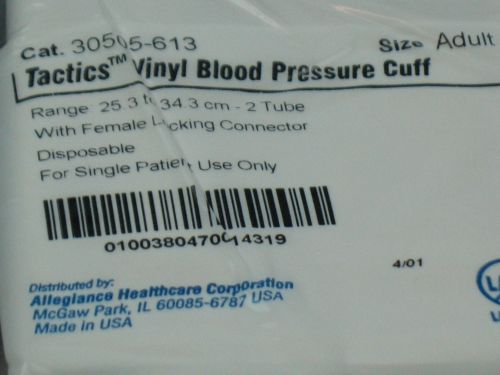 Cat. 30505-613
Size Adult
Tactics™ Vinyl Blood Pressure Cuff
Range 25.3 to 34.3 cm - 2 Tube
With Female Locking Connector
Disposable
For Single Patient Use Only
0100380470014319
4/01
Distributed by:
Allegiance Healthcare Corporation
McGaw Park, IL 60085-6787 USA
Made in USA